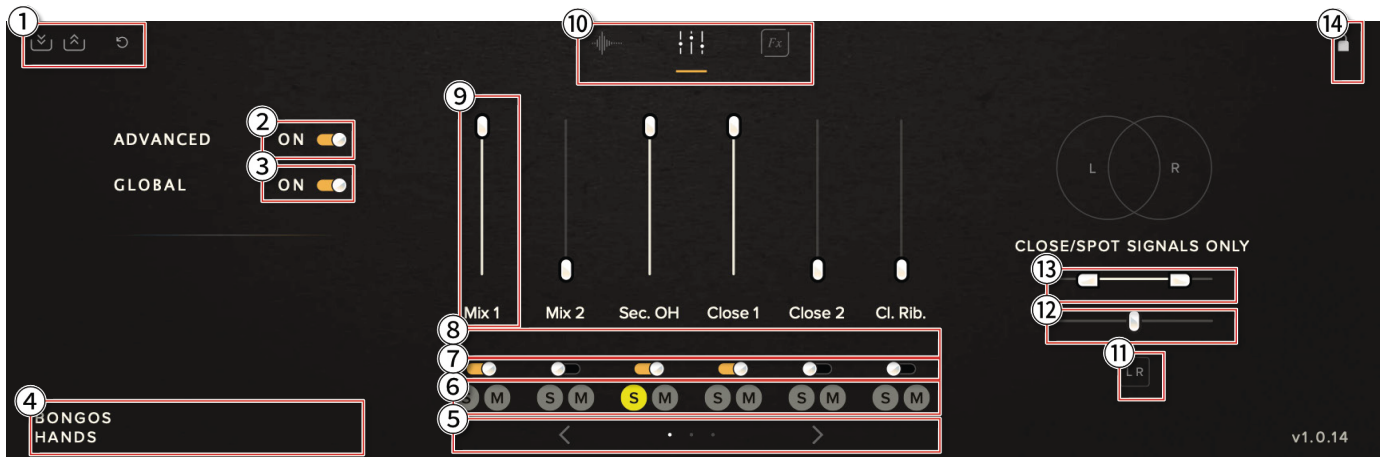 1
10
14
Fx
9
2
ADVANCED ON
3
GLOBAL ON
L R
CLOSE/SPOT SIGNALS ONLY
13
Mix 1 Mix 2 Sec. OH Close 1 Close 2 Cl. Rib.
12
8
7
11
L R
6
S M S M S M S M S M S M
4
5
BONGOS
HANDS
v1.0.14